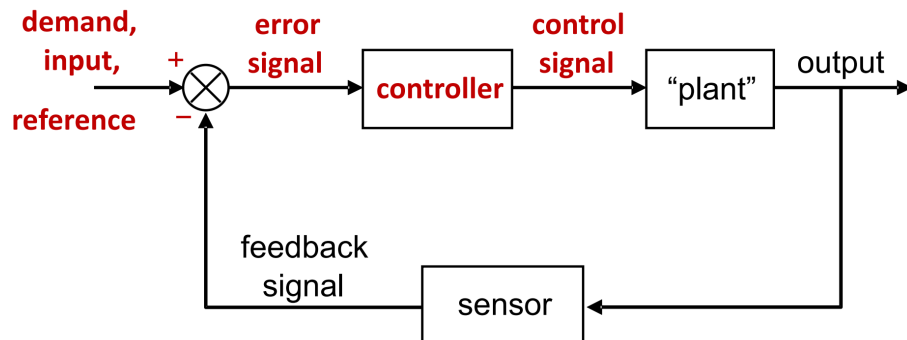 demand,
input,
reference
+
−
error
signal
controller
control
signal
“plant”
output
feedback
signal
sensor